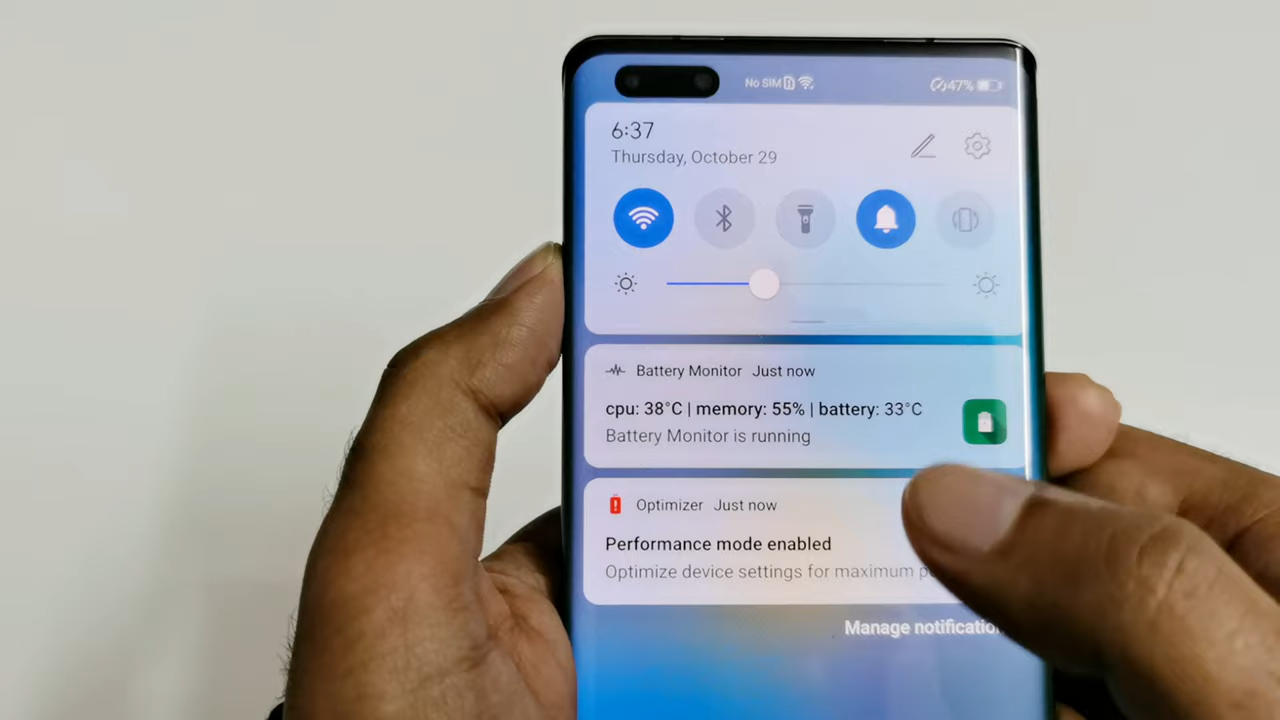 No SIM 47%
6:37
Thursday, October 29
Battery Monitor Just now
cpu: 38°C | memory: 55% | battery: 33°C
Battery Monitor is running
Optimizer Just now
Performance mode enabled
Optimize device settings for maximum
Manage